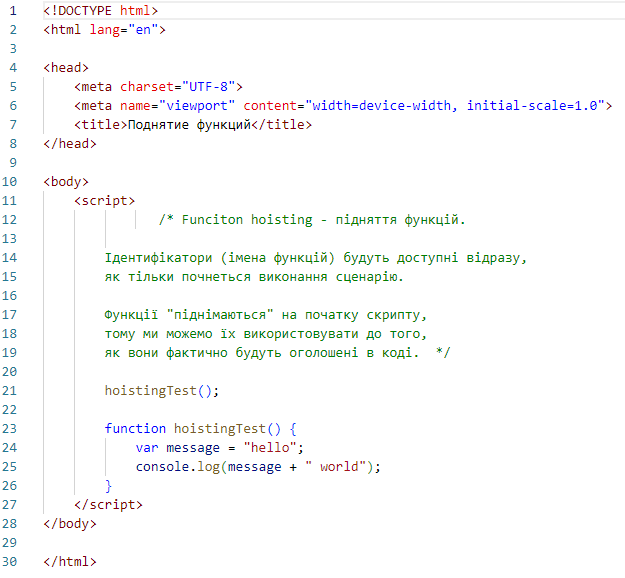 1 <!DOCTYPE html>
2 <html lang="en">
3
4 <head>
5 <meta charset="UTF-8">
6 <meta name="viewport" content="width=device-width, initial-scale=1.0">
7 <title>Поднятие функций</title>
8 </head>
9
10 <body>
11 <script>
12 /* Funciton hoisting - підняття функцій.
13
14 Ідентифікатори (імена функцій) будуть доступні відразу,
15 як тільки почнеться виконання сценарію.
16
17 Функції "піднімаються" на початку скрипту,
18 тому ми можемо їх використовувати до того,
19 як вони фактично будуть оголошені в коді. */
20
21 hoistingTest();
22
23 function hoistingTest() {
24 var message = "hello";
25 console.log(message + " world");
26 }
27 </script>
28 </body>
29
30 </html>